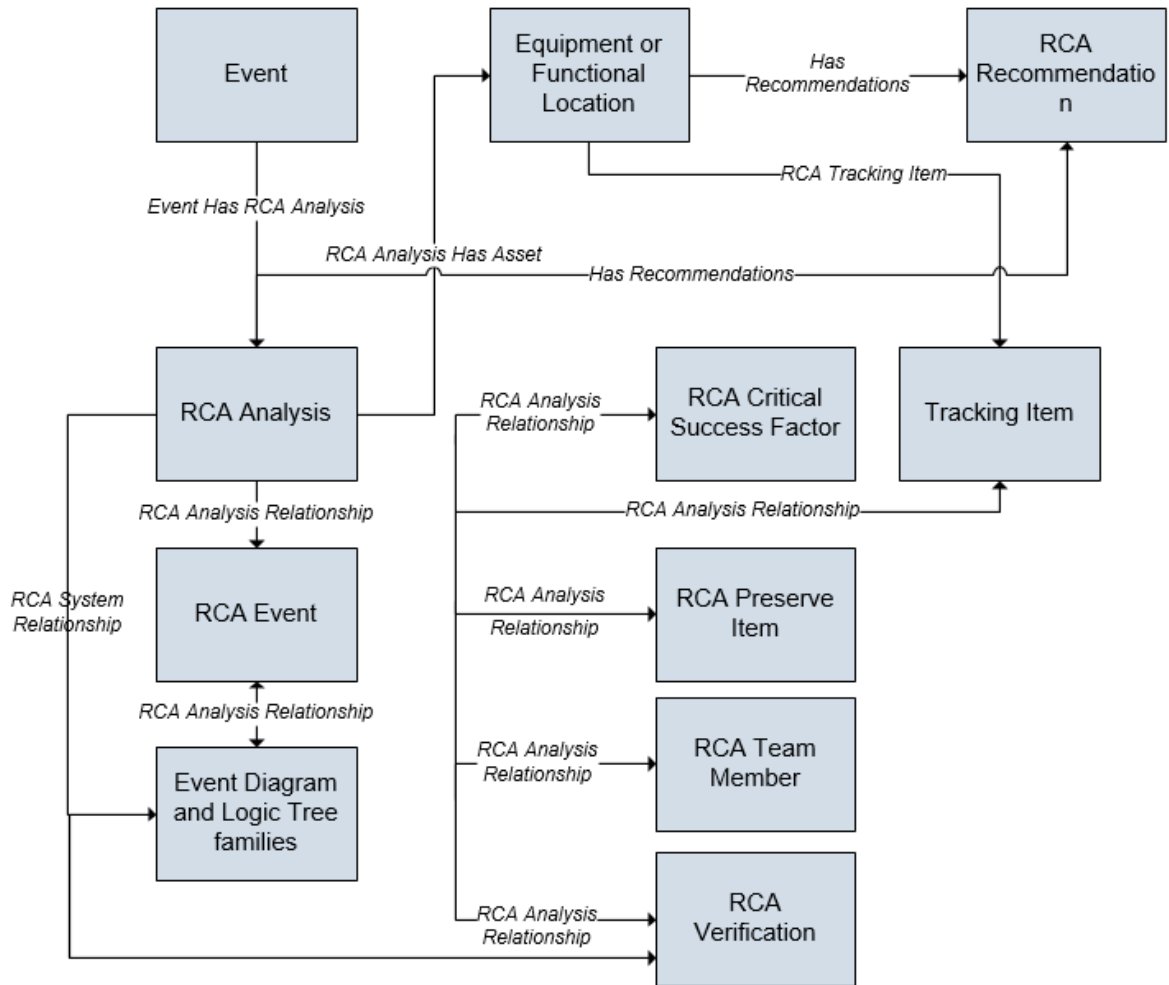 Event
Equipment or
Functional
Location
Has
Recommendations
RCA
Recommendatio
n
RCA Tracking Item
Event Has RCA Analysis
RCA Analysis Has Asset
Has Recommendations
RCA Analysis
RCA Analysis
Relationship
RCA Critical
Success Factor
Tracking Item
RCA Analysis Relationship
RCA Analysis Relationship
RCA System
Relationship
RCA Event
RCA Analysis
Relationship
RCA Preserve
Item
RCA Analysis Relationship
Event Diagram
and Logic Tree
families
RCA Analysis
Relationship
RCA Team
Member
RCA Analysis
Relationship
RCA
Verification